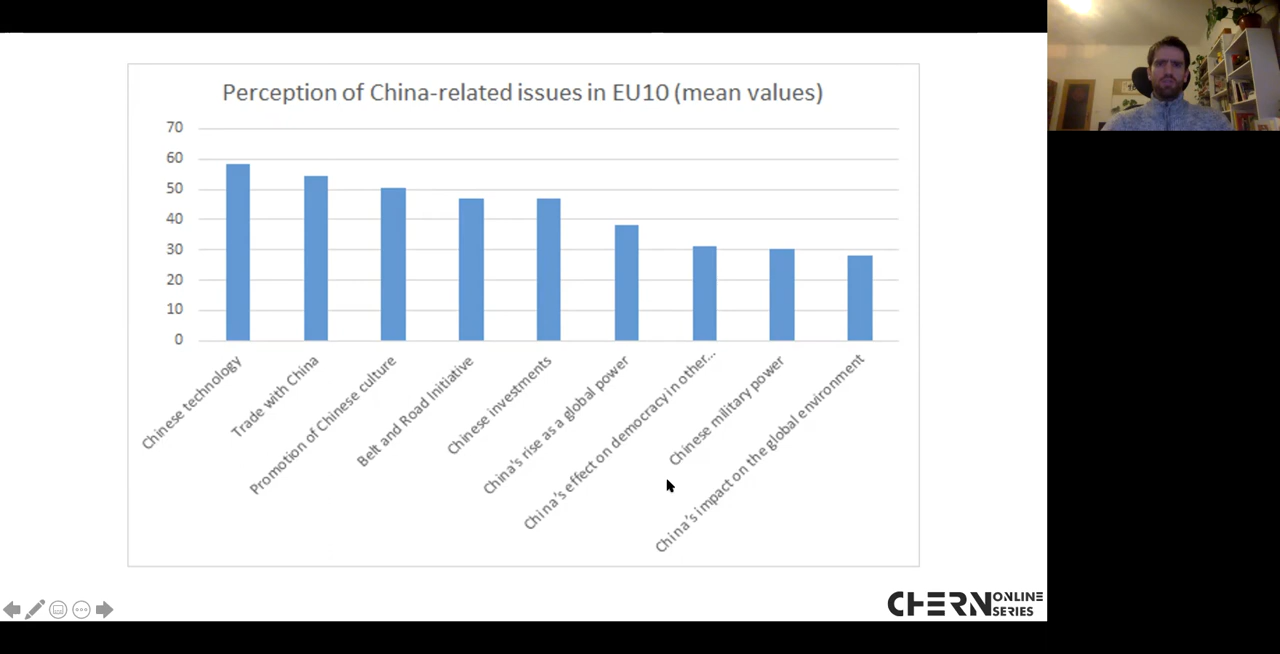 Perception of China-related issues in EU10 (mean values)
70
60
50
40
30
20
10
0
Chinese technology
Trade with China
Promotion of Chinese culture
Belt and Road Initiative
Chinese investments
China's rise as a global power
China's effect on democracy in other...
Chinese military power
China's impact on the global environment
CHERN ONLINE
SERIES